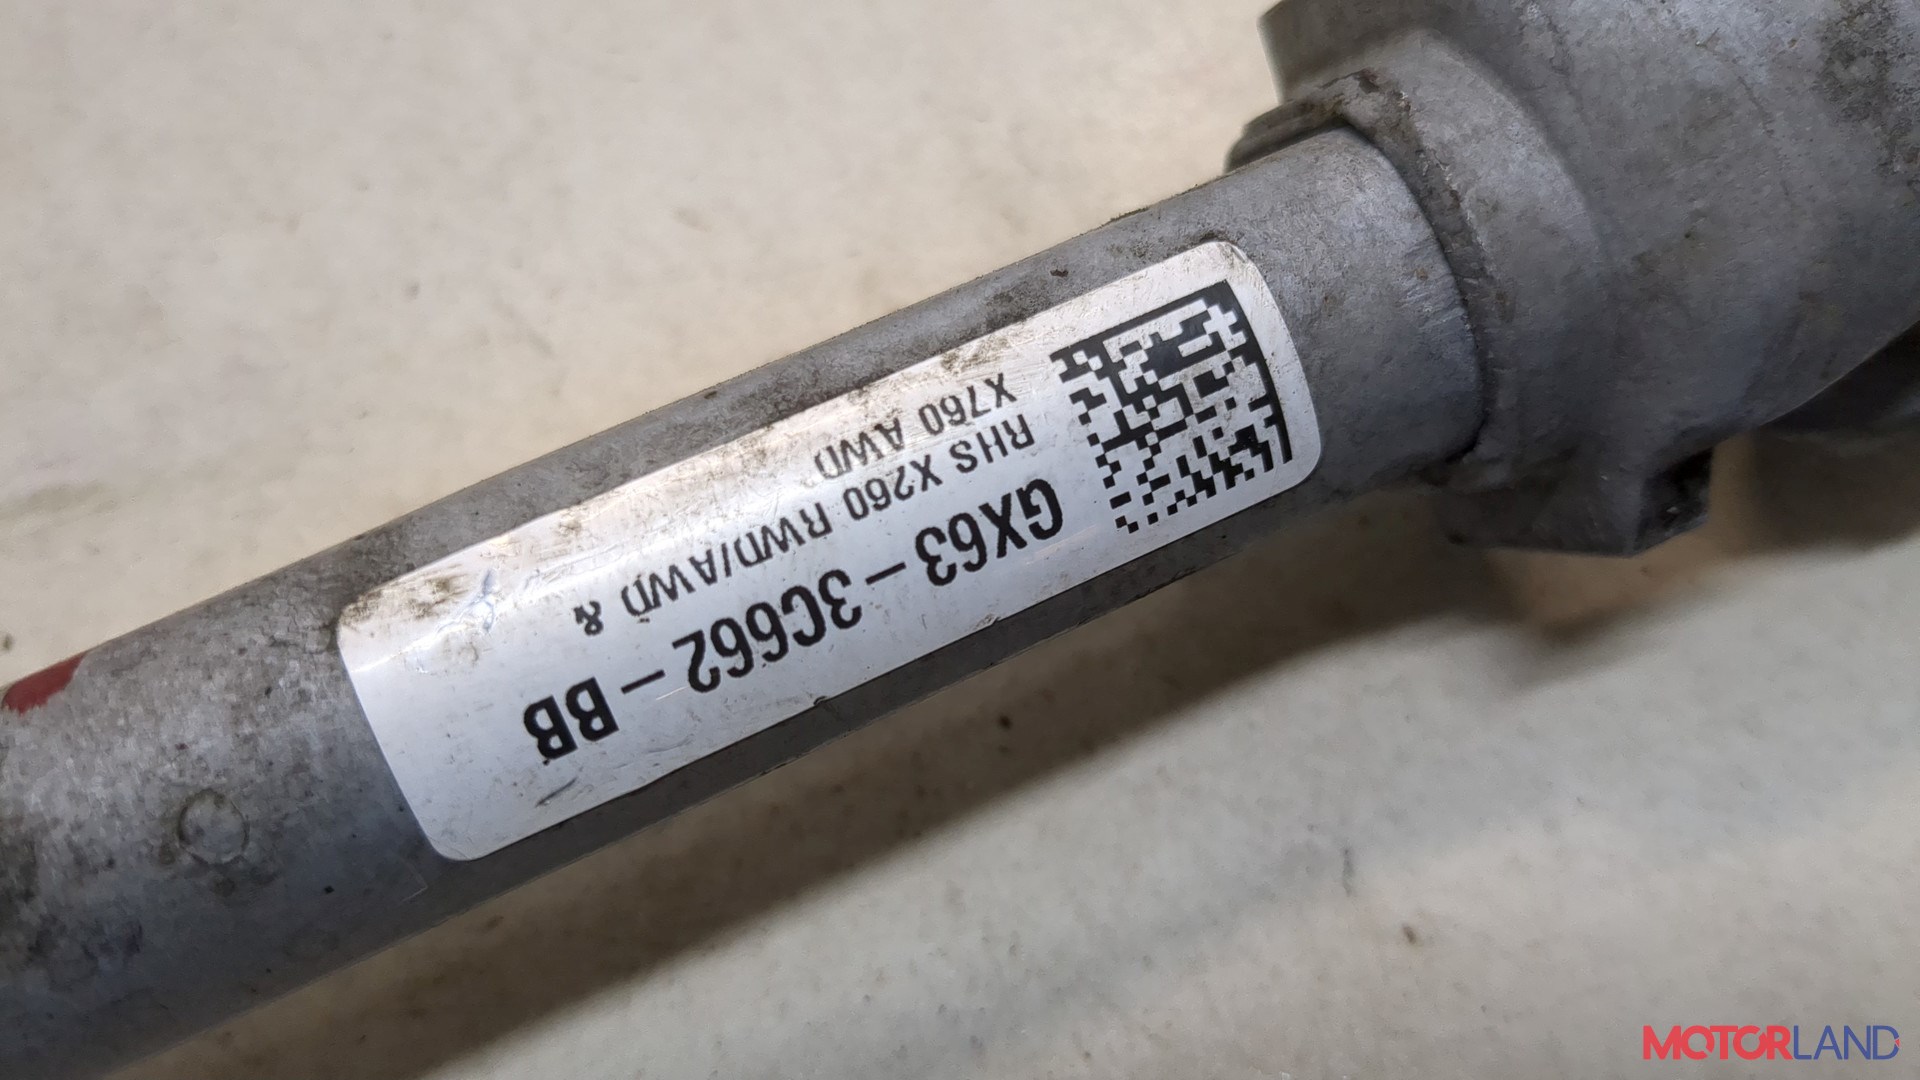 GX63-3C662-BB
RHS X260 RWD/AWD &
X760 AWD
MOTORLAND